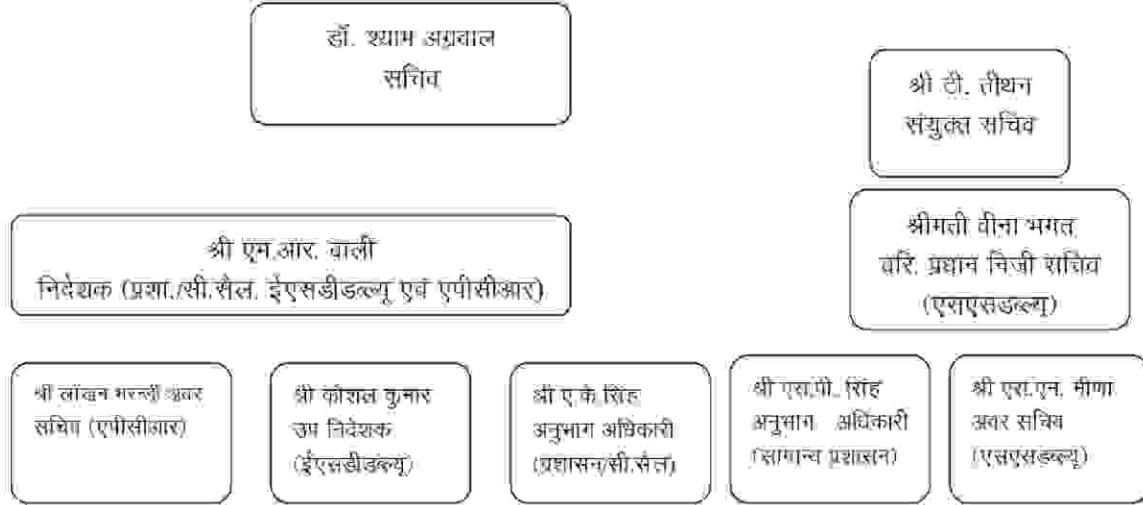 डॉ. श्याम अग्रवाल
सचिव
श्री टी. तीथन
संयुक्त सचिव
श्री एम.आर. वाली
निदेशक (प्रशा./सी.सैल, ईएसडीडब्ल्यू एवं एपीसीआर)
श्रीमती वीना भगत
वरि. प्रधान निजी सचिव
(एसएसडब्ल्यू)
श्री अवर
सचिव (एपीसीआर)
श्री कौशल कुमार
उप निदेशक
(ईएसडीडब्ल्यू)
श्री ए.के.सिंह
अनुभाग अधिकारी
(प्रशासन/सी.सैल)
श्री एस.पी. सिंह
अनुभाग अधिकारी
(सामान्य प्रशासन)
श्री एस.एन. मीणा
अवर सचिव
(एसएसडब्ल्यू)